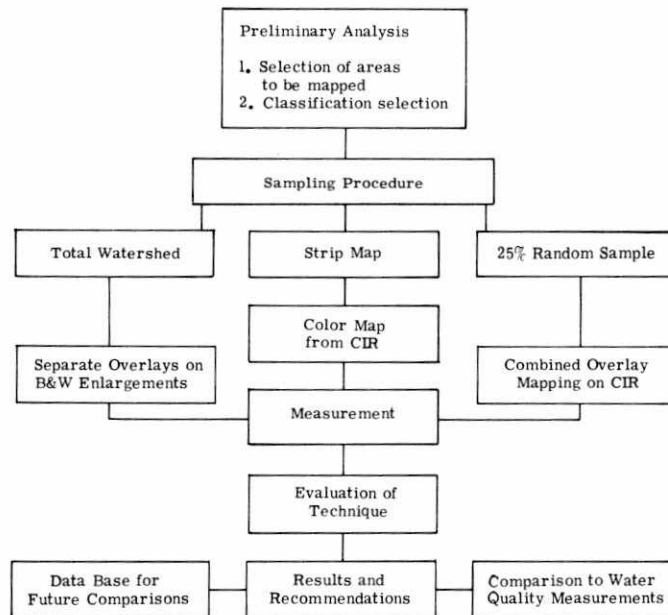 Preliminary Analysis
1. Selection of areas
to be mapped
2. Classification selection
Sampling Procedure
Total Watershed
Strip Map
25% Random Sample
Color Map
from CIR
Separate Overlays on
B&W Enlargements
Combined Overlay
Mapping on CIR
Measurement
Evaluation of
Technique
Data Base for
Future Comparisons
Results and
Recommendations
Comparison to Water
Quality Measurements